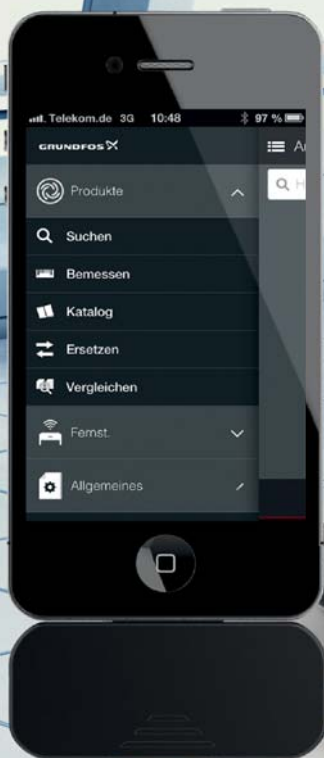 Telekom.de 3G 10:48 97 %
GRUNDFOS
Produkte
Suchen
Bemessen
Katalog
Ersetzen
Vergleichen
Fernst.
Allgemeines